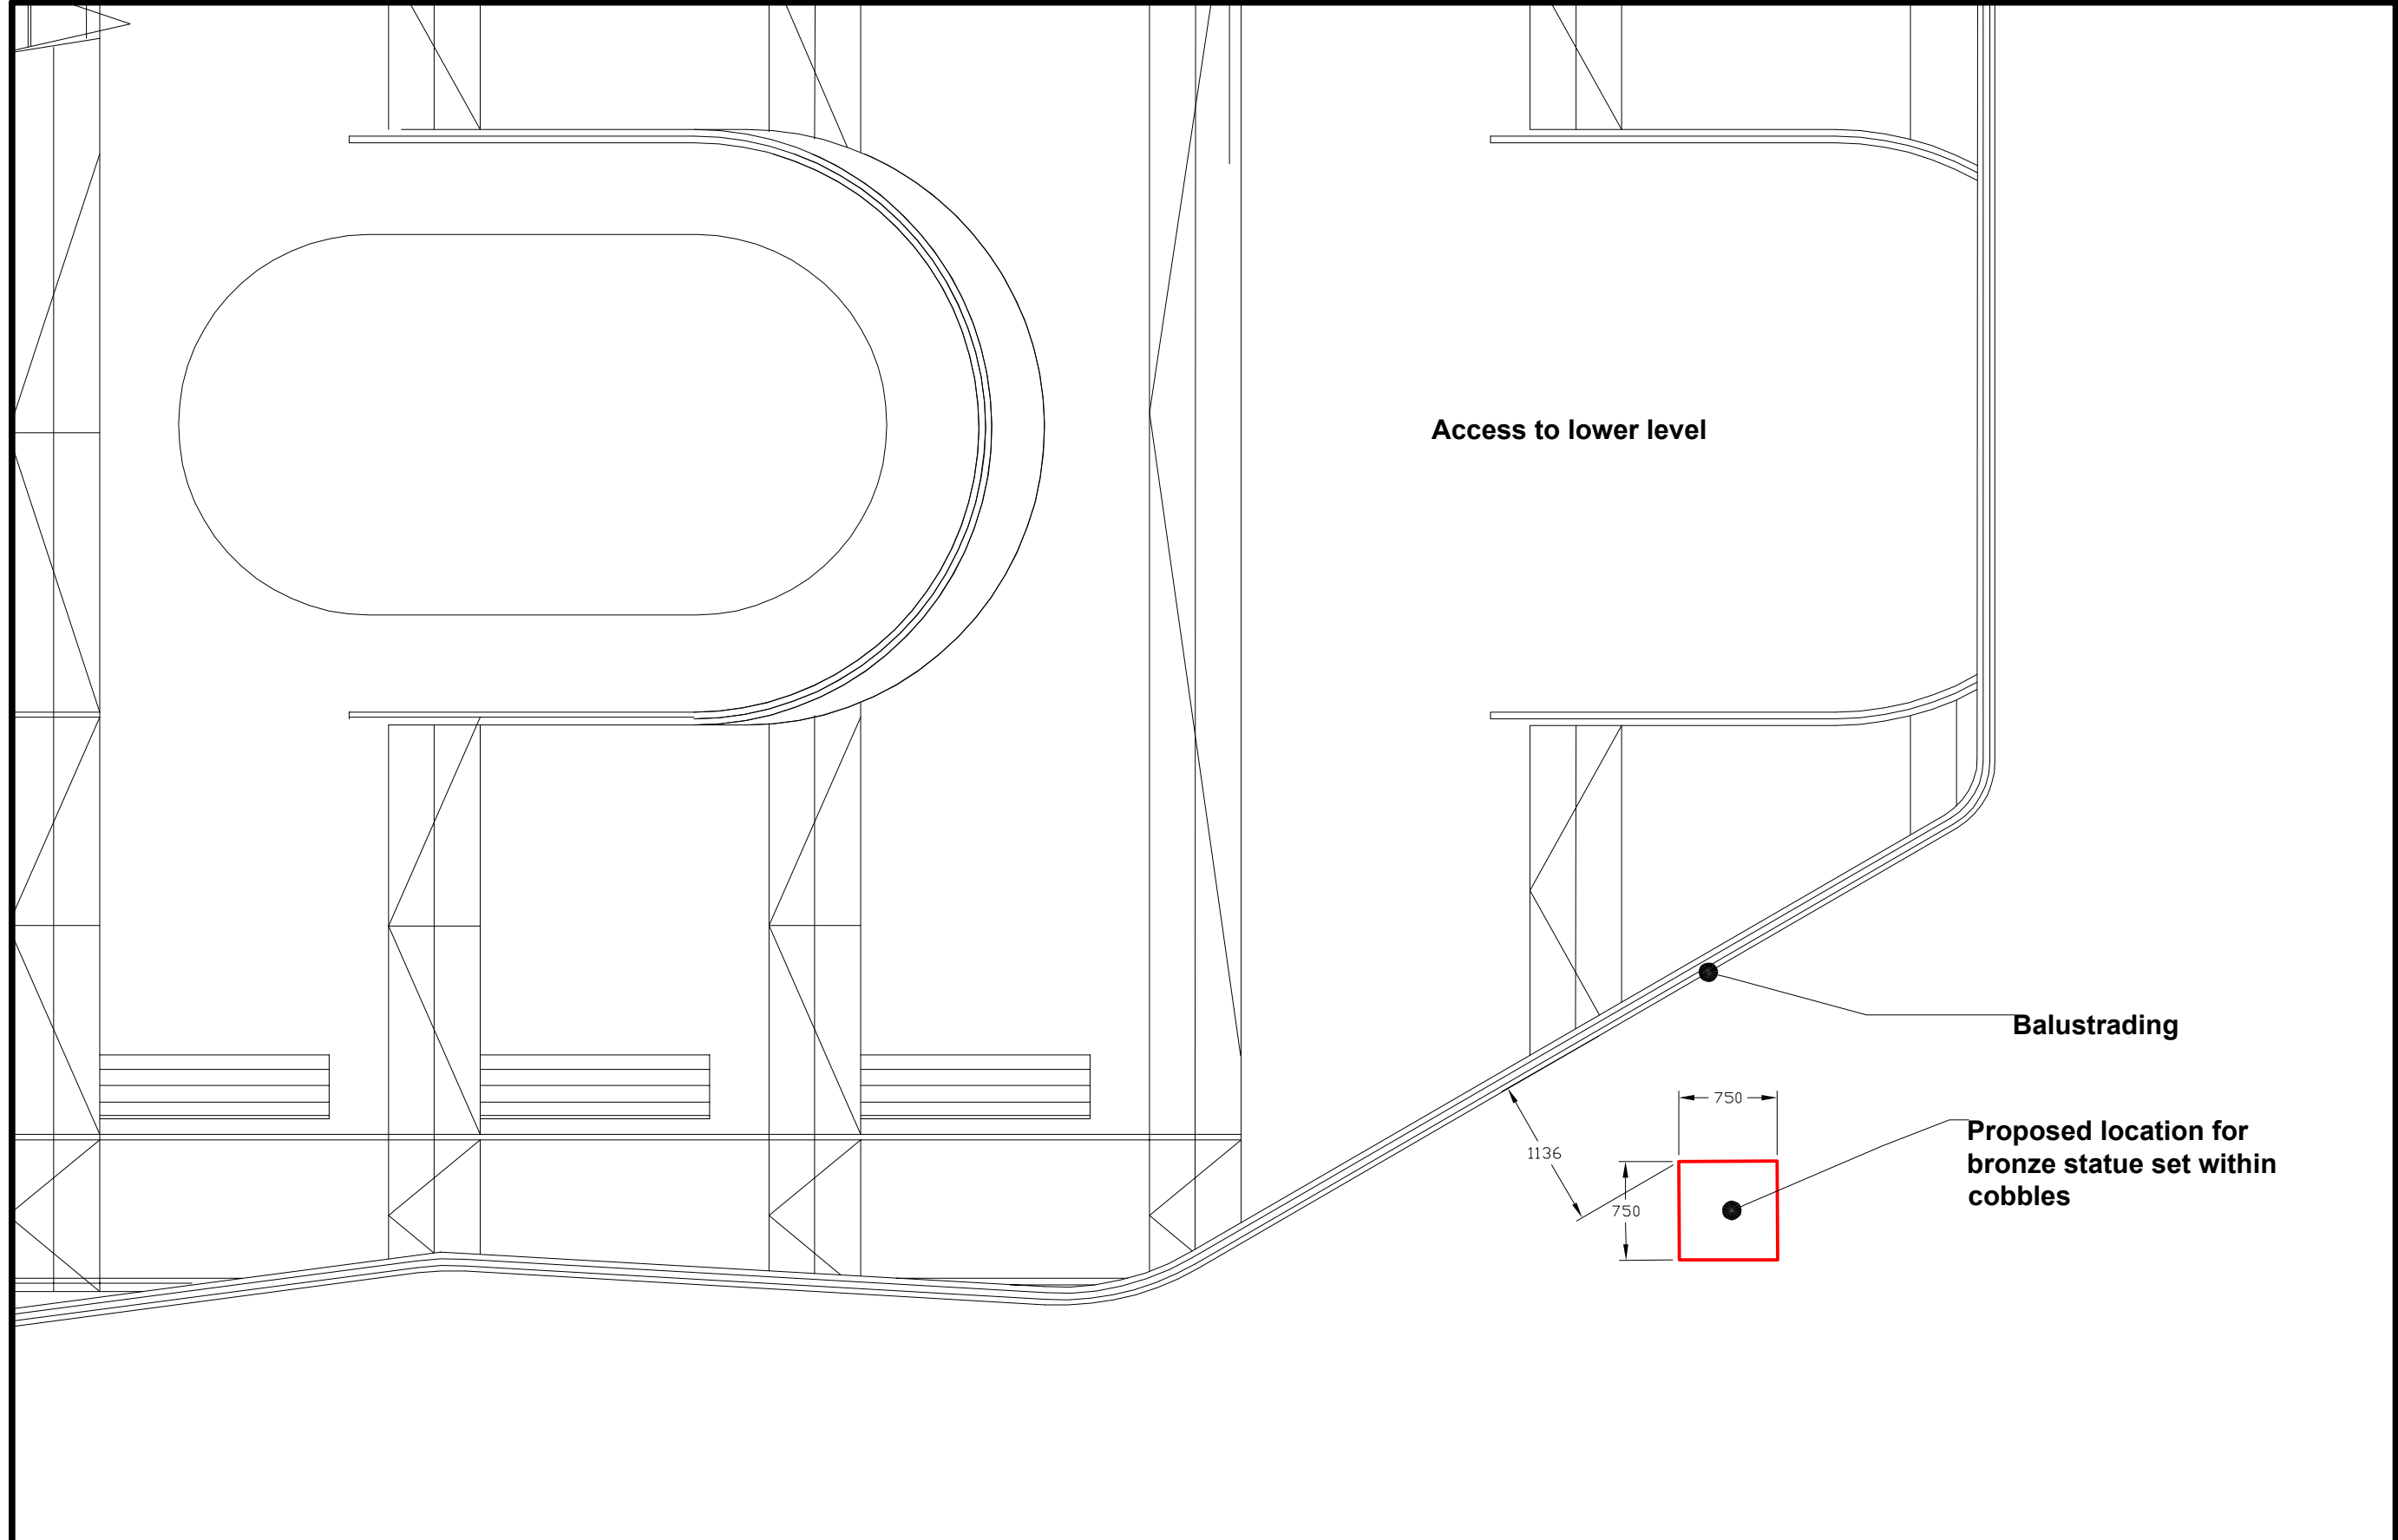 Access to lower level
Balustrading
750
Proposed location for
bronze statue set within
cobbles
1136
750